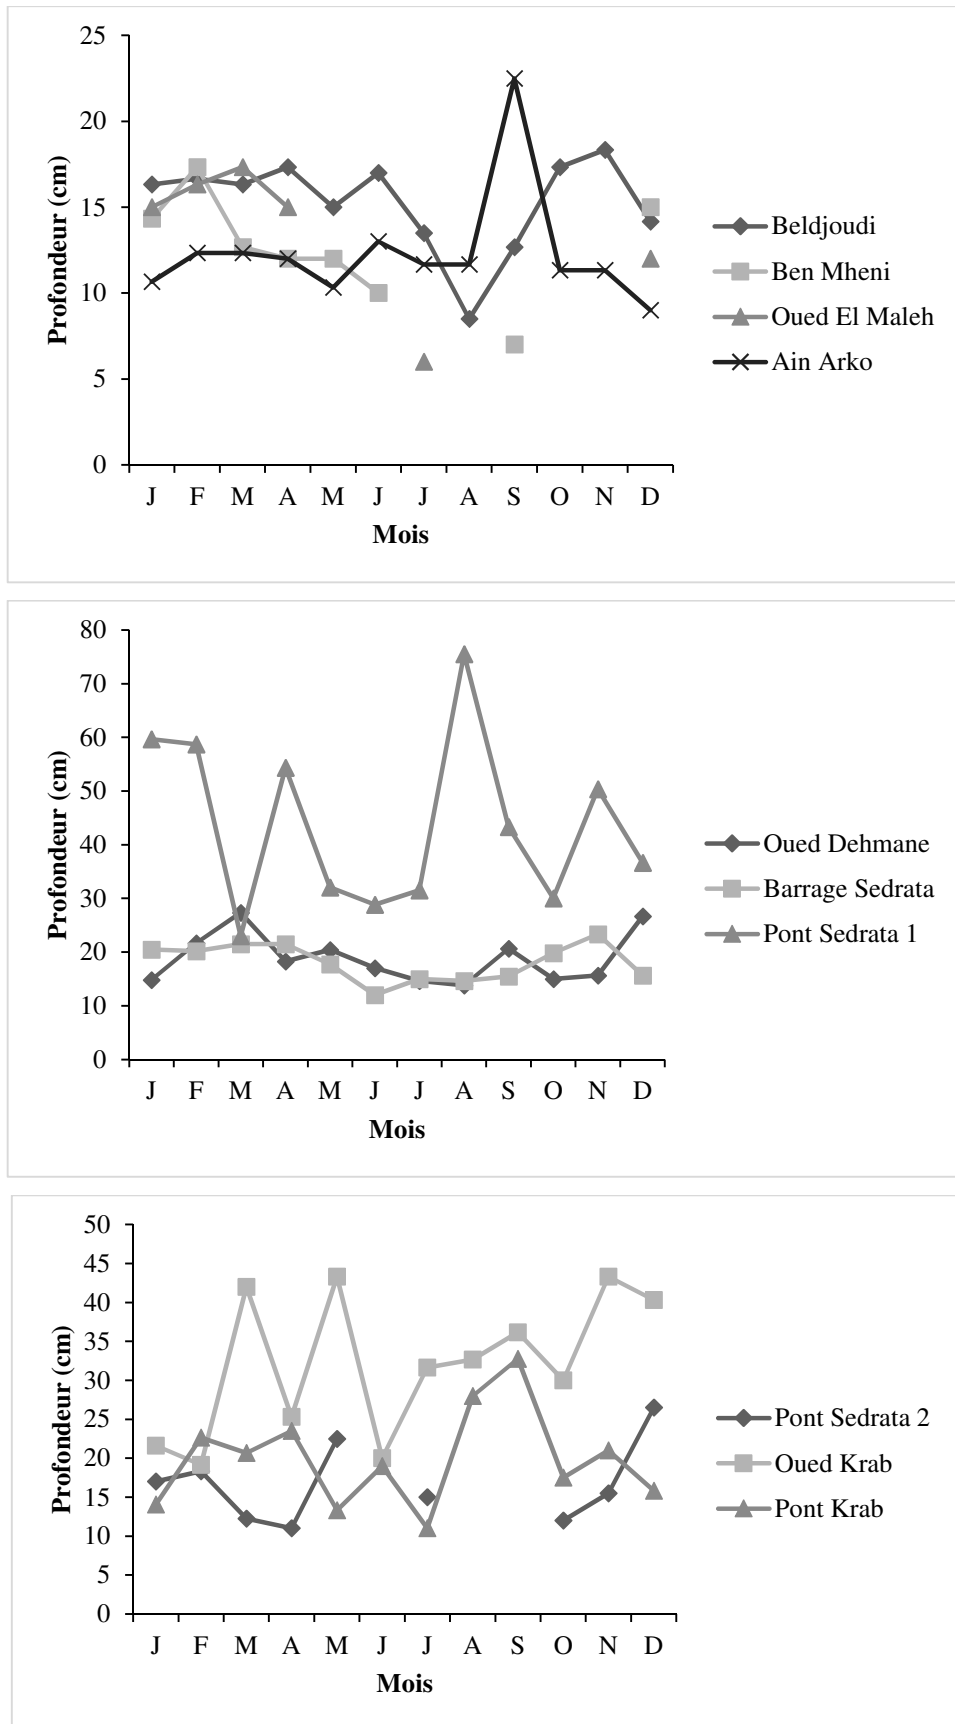 25
20
15
10
5
0
Profondeur (cm)
J F M A M J J A S O N D
Mois
Beldjoudi
Ben Mheni
Oued El Maleh
Ain Arko
80
70
60
50
40
30
20
10
0
Profondeur (cm)
J F M A M J J A S O N D
Mois
Oued Dehmane
Barrage Sedrata
Pont Sedrata 1
50
45
40
35
30
25
20
15
10
5
0
Profondeur (cm)
J F M A M J J A S O N D
Mois
Pont Sedrata 2
Oued Krab
Pont Krab